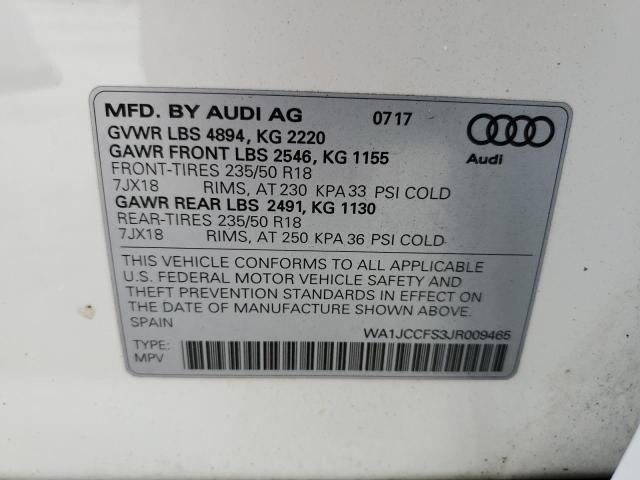 MFD. BY AUDI AG 0717
GVWR LBS 4894, KG 2220
GAWR FRONT LBS 2546, KG 1155
FRONT-TIRES 235/50 R18
7JX18 RIMS, AT 230 KPA 33 PSI COLD
GAWR REAR LBS 2491, KG 1130
REAR-TIRES 235/50 R18
7JX18 RIMS, AT 250 KPA 36 PSI COLD
Audi
THIS VEHICLE CONFORMS TO ALL APPLICABLE
U.S. FEDERAL MOTOR VEHICLE SAFETY AND
THEFT PREVENTION STANDARDS IN EFFECT ON
THE DATE OF MANUFACTURE SHOWN ABOVE.
SPAIN
WA1JCCFS3JR009465
TYPE:
MPV